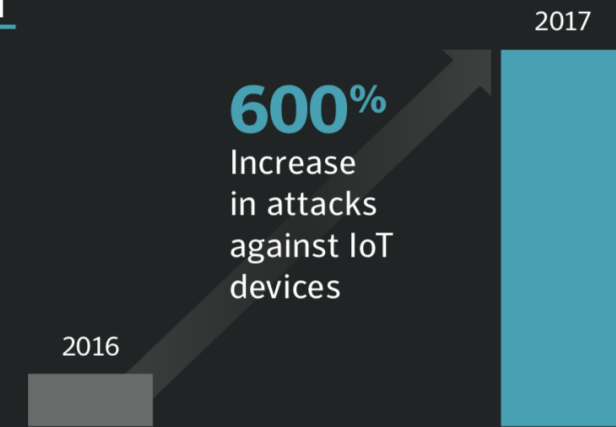 2017
600%
Increase
in attacks
against IoT
devices
2016